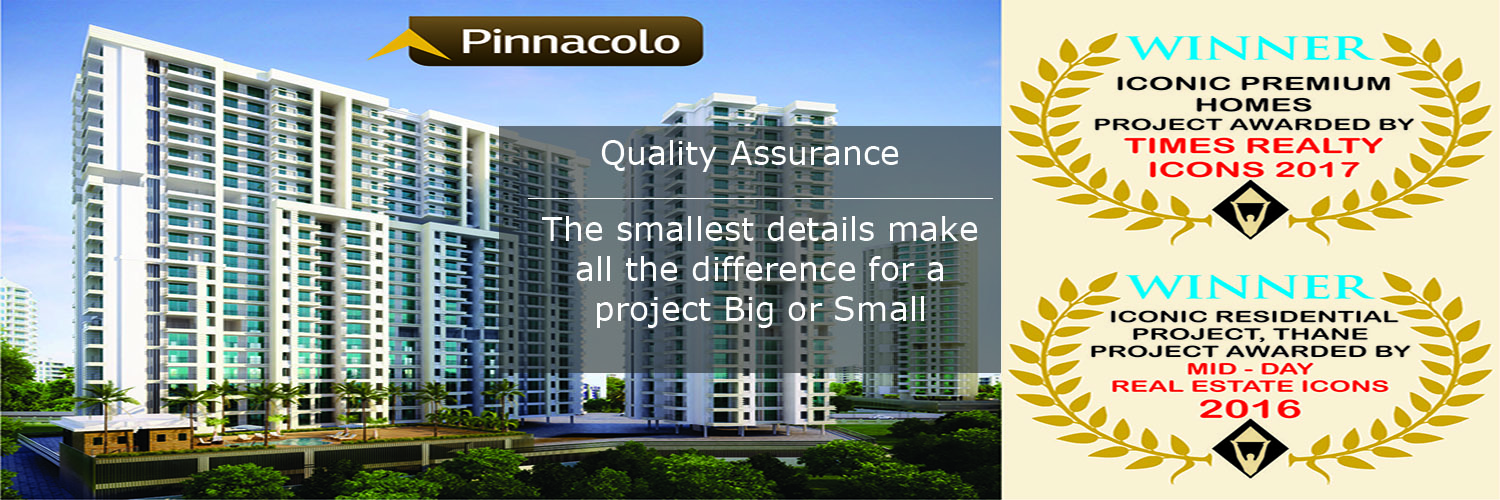 Pinnacolo
Quality Assurance
The smallest details make
all the difference for a
project Big or Small
WINNER
ICONIC PREMIUM
HOMES
PROJECT AWARDED BY
TIMES REALTY
ICONS 2017
WINNER
ICONIC RESIDENTIAL
PROJECT, THANE
PROJECT AWARDED BY
MID - DAY
REAL ESTATE ICONS
2016